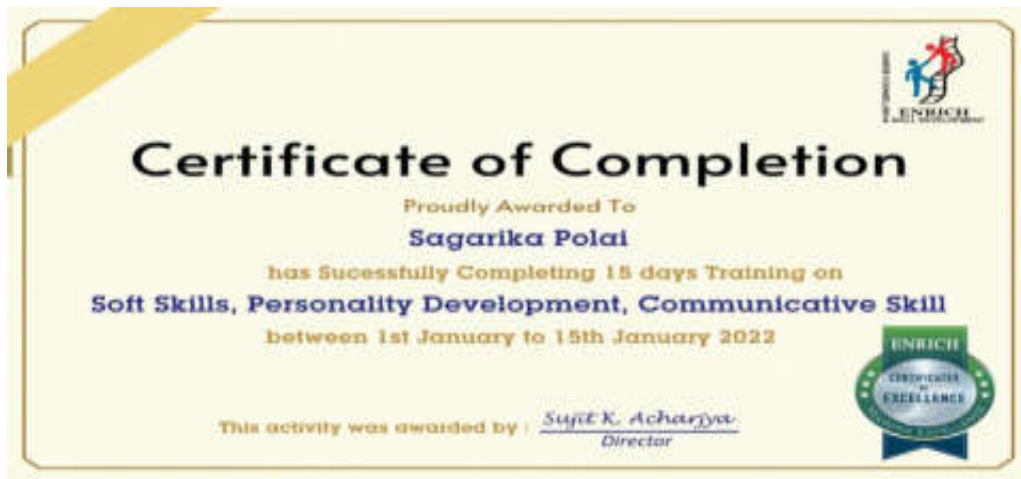 ENRICH
Certificate of Completion
Proudly Awarded To
Sagarika Polai
has Sucessfully Completing 15 days Training on
Soft Skills, Personality Development, Communicative Skill
between 1st January to 15th January 2022
ENRICH
CERTIFICATE
OF
EXCELLENCE
This activity was awarded by : Sujit K. Acharjya
Director